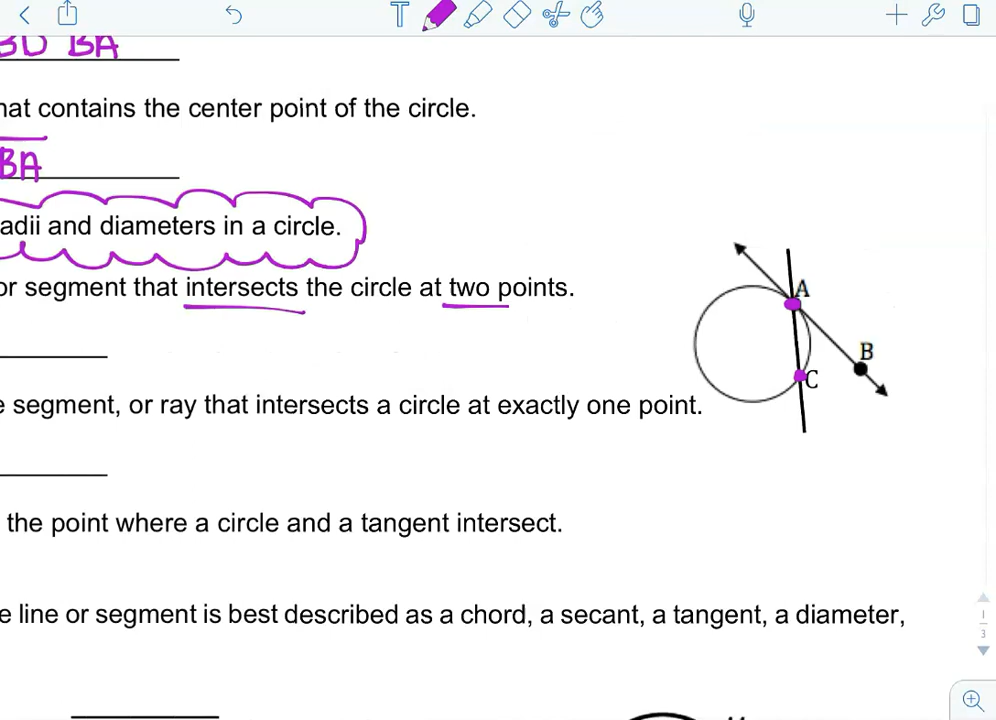 BD BA
hat contains the center point of the circle.
BA
adii and diameters in a circle.
or segment that intersects the circle at two points.
A
B
C
e segment, or ray that intersects a circle at exactly one point.
the point where a circle and a tangent intersect.
e line or segment is best described as a chord, a secant, a tangent, a diameter,
1
3